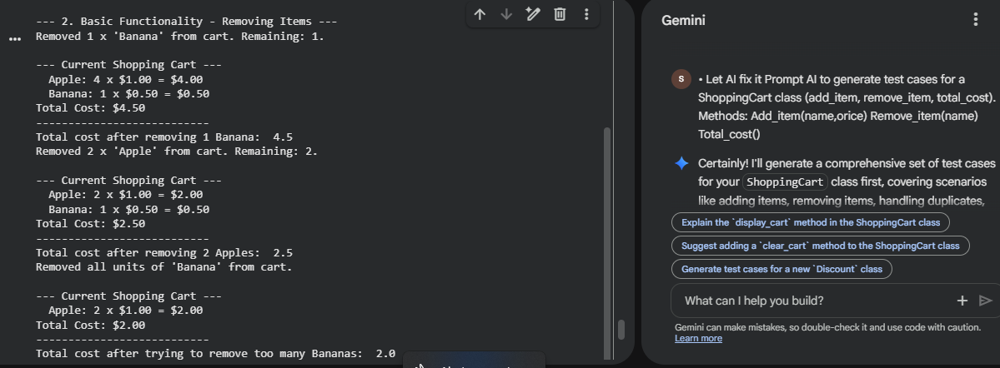 --- 2. Basic Functionality - Removing Items ---
Removed 1 x 'Banana' from cart. Remaining: 1.
--- Current Shopping Cart ---
Apple: 4 x $1.00 = $4.00
Banana: 1 x $0.50 = $0.50
Total Cost: $4.50
--------------------------
Total cost after removing 1 Banana:  4.5
Removed 2 x 'Apple' from cart. Remaining: 2.
--- Current Shopping Cart ---
Apple: 2 x $1.00 = $2.00
Banana: 1 x $0.50 = $0.50
Total Cost: $2.50
--------------------------
Total cost after removing 2 Apples:  2.5
Removed all units of 'Banana' from cart.
--- Current Shopping Cart ---
Apple: 2 x $1.00 = $2.00
Total Cost: $2.00
--------------------------
Total cost after trying to remove too many Bananas:  2.0
Gemini
S
• Let AI fix it Prompt AI to generate test cases for a
ShoppingCart class (add_item, remove_item, total_cost).
Methods: Add_item(name,orice) Remove_item(name)
Total_cost()
Certainly! I'll generate a comprehensive set of test cases
for your ShoppingCart class first, covering scenarios
like adding items, removing items, handling duplicates,
Explain the `display_cart` method in the ShoppingCart class
Suggest adding a `clear_cart` method to the ShoppingCart class
Generate test cases for a new `Discount` class
What can I help you build?
Gemini can make mistakes, so double-check it and use code with caution.
Learn more